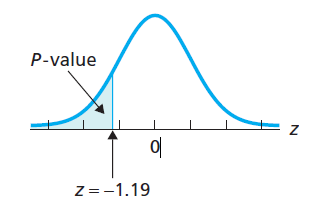 P-value
z
0
z = –1.19